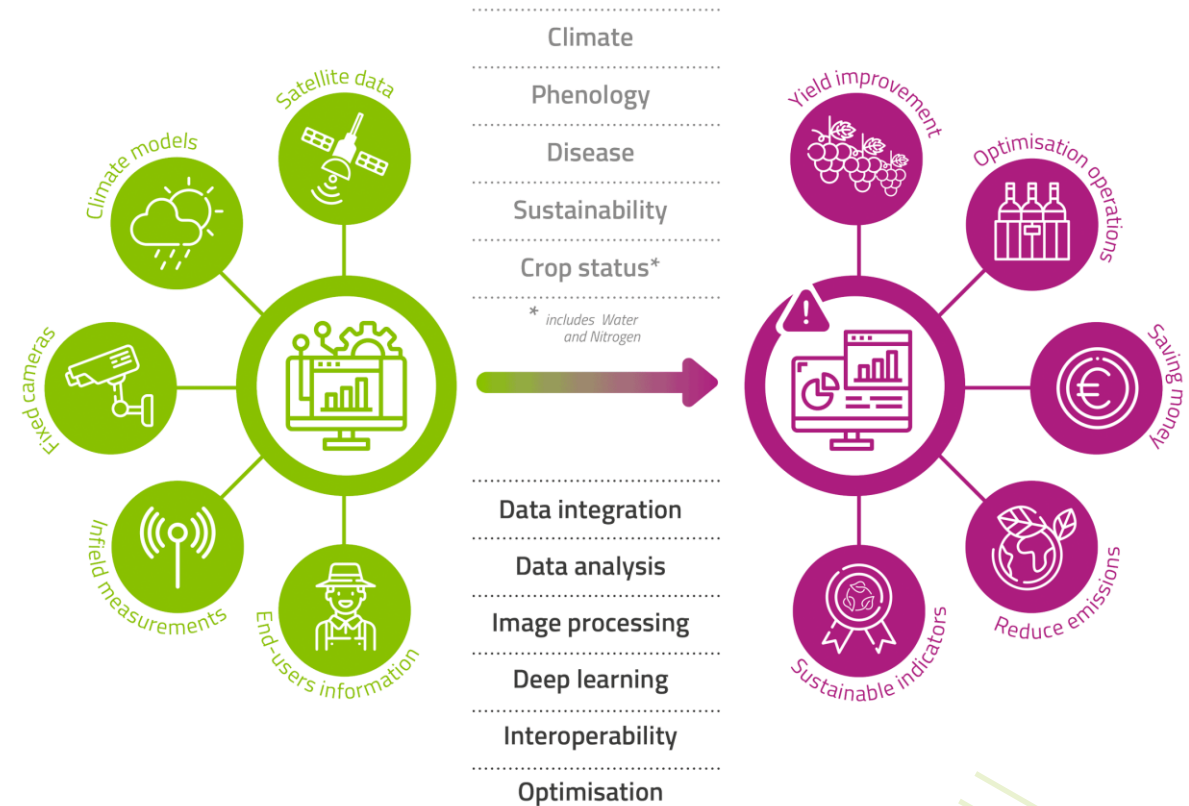 Satellite data
Climate models
Fixed cameras
Infield measurements
End-users information
Climate
Phenology
Disease
Sustainability
Crop status*
* includes Water
and Nitrogen
Data integration
Data analysis
Image processing
Deep learning
Interoperability
Optimisation
Yield improvement
Optimisation operations
Saving money
€
Reduce emissions
Sustainable indicators
!